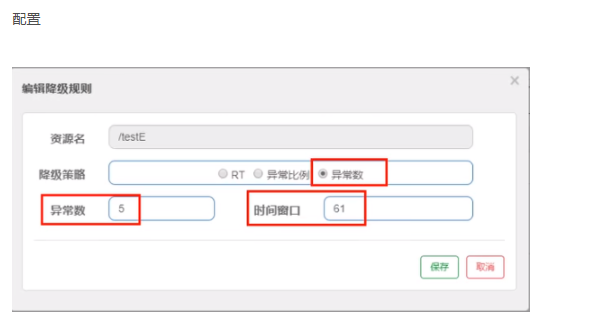 配置
编辑降级规则
×
资源名 /testE
降级策略 RT 异常比例 异常数
异常数 5 时间窗口 61
保存 取消